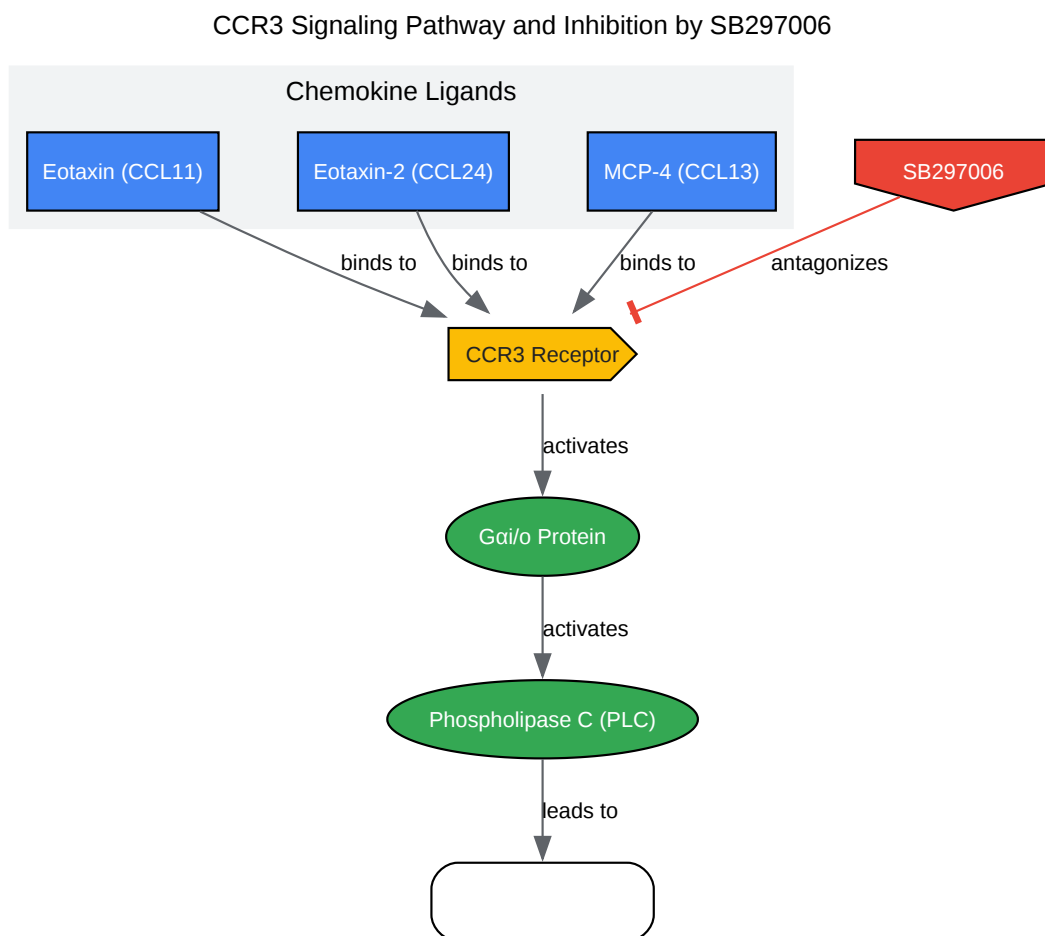 CCR3 Signaling Pathway and Inhibition by SB297006
Chemokine Ligands
Eotaxin (CCL11)
Eotaxin-2 (CCL24)
MCP-4 (CCL13)
SB297006
binds to
binds to
binds to
antagonizes
CCR3 Receptor
activates
Gαi/o Protein
activates
Phospholipase C (PLC)
leads to